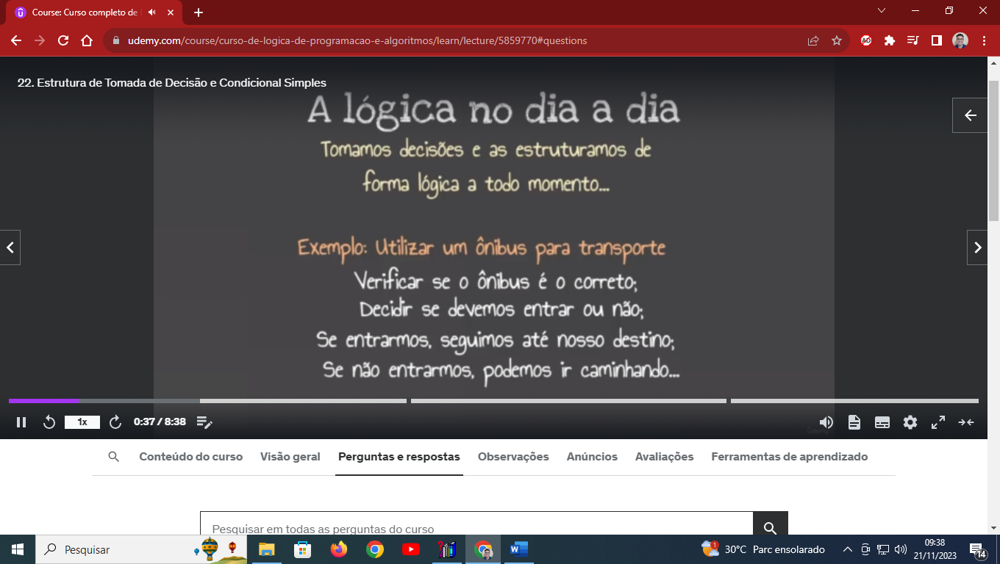 Course: Curso completo de
udemy.com/course/curso-de-logica-de-programacao-e-algoritmos/learn/lecture/5859770#questions
22. Estrutura de Tomada de Decisão e Condicional Simples
A lógica no dia a dia
Tomamos decisões e as estruturamos de
forma lógica a todo momento...
Exemplo: Utilizar um ônibus para transporte
Verificar se o ônibus é o correto;
Decidir se devemos entrar ou não;
Se entrarmos, seguimos até nosso destino;
Se não entrarmos, podemos ir caminhando...
1x
0:37 / 8:38
Conteúdo do curso Visão geral Perguntas e respostas Observações Anúncios Avaliações Ferramentas de aprendizado
Pesquisar em todas as perguntas do curso
Pesquisar
1
30°C Parc ensolarado
09:38
21/11/2023
14